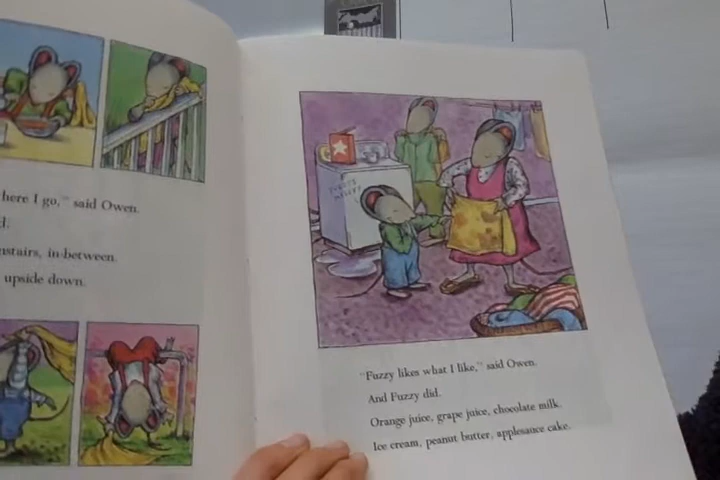 here I go," said Owen.
d.
nstairs, in-between.
upside down.
"Fuzzy likes what I like," said Owen.
And Fuzzy did.
Orange juice, grape juice, chocolate milk.
Ice cream, peanut butter, applesauce cake.